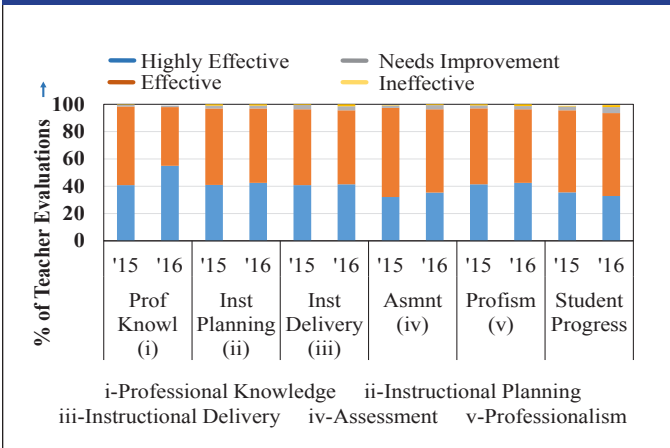 Highly Effective Needs Improvement
Effective Ineffective
% of Teacher Evaluations
100
80
60
40
20
0
'15 '16 '15 '16 '15 '16 '15 '16 '15 '16 '15 '16
Prof Inst Inst Asmnt Profism Student
Knowl Planning Delivery (iv) (v) Progress
(i) (ii) (iii)
i-Professional Knowledge ii-Instructional Planning
iii-Instructional Delivery iv-Assessment v-Professionalism